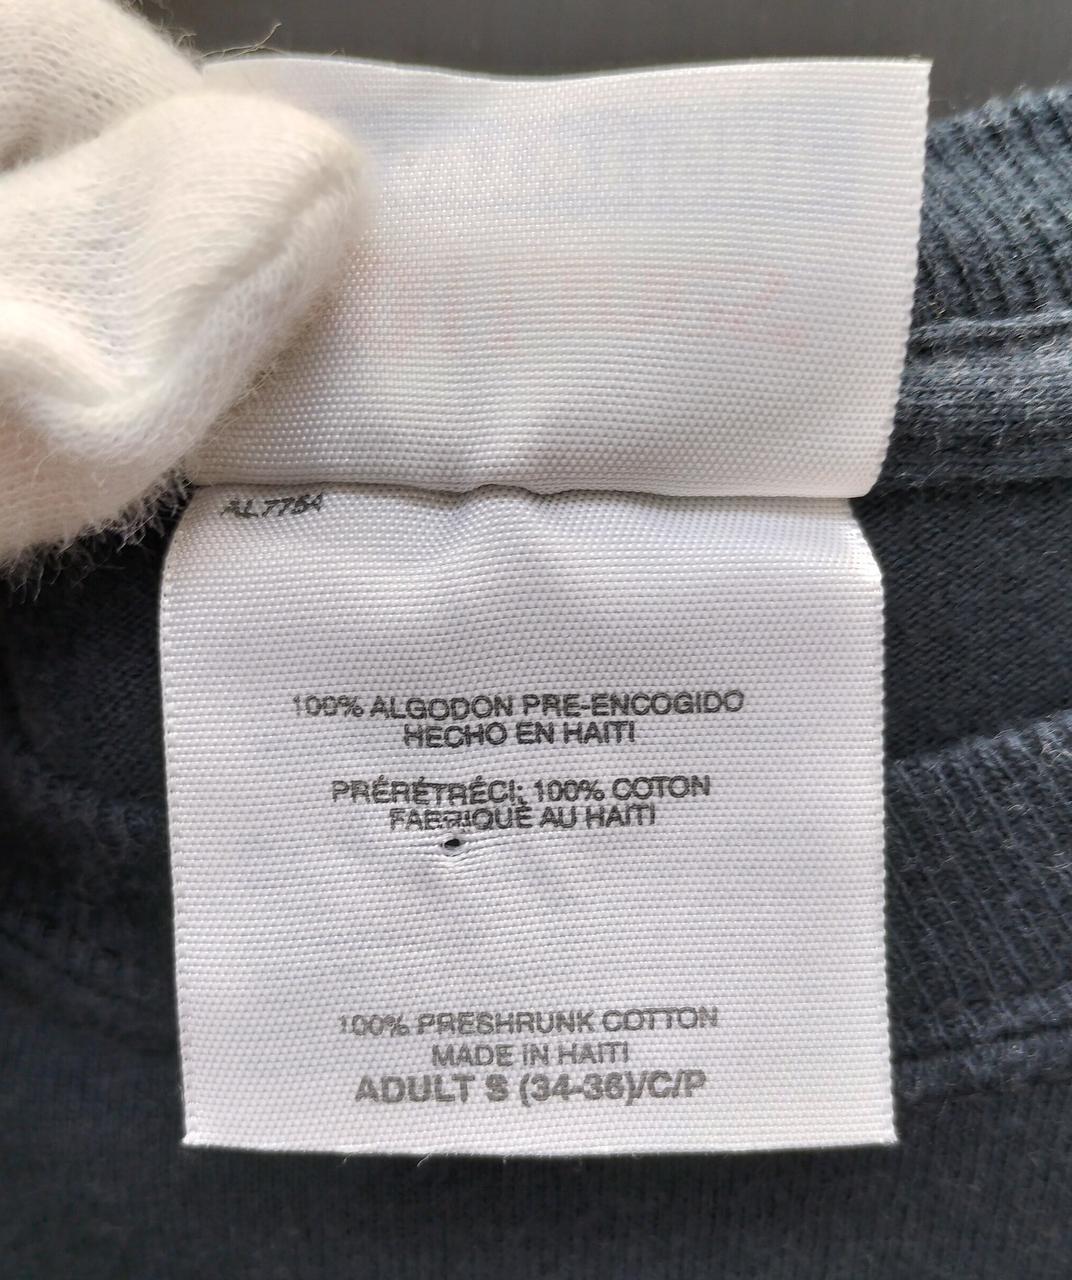 AL7754
100% ALGODON PRE-ENCOGIDO
HECHO EN HAITI
PRÉRÉTRÉCI; 100% COTON
FABRIQUÉ AU HAITI
100% PRESHRUNK COTTON
MADE IN HAITI
ADULT S (34-36)/C/P